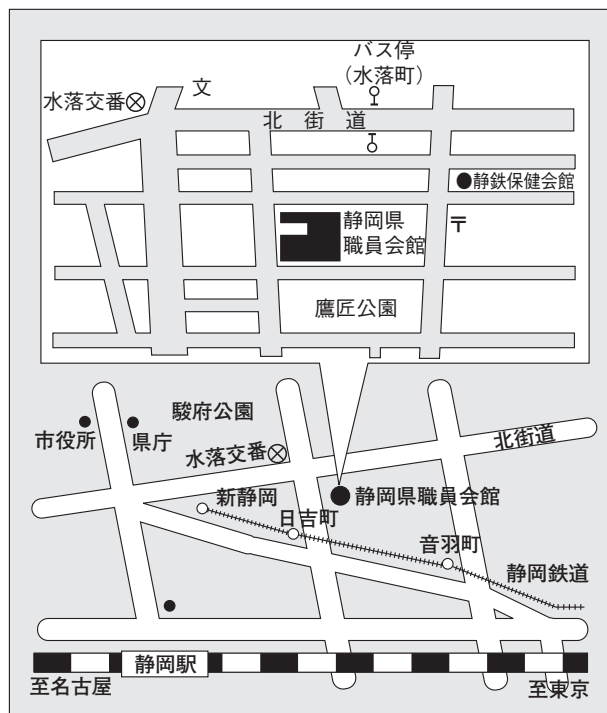 バス停
(水落町)
文
水落交番
北街道
静鉄保健会館
静岡県
職員会館
〒
鷹匠公園
駿府公園
市役所
県庁
水落交番
北街道
新静岡
静岡県職員会館
日吉町
音羽町
静岡鉄道
静岡駅
至名古屋
至東京